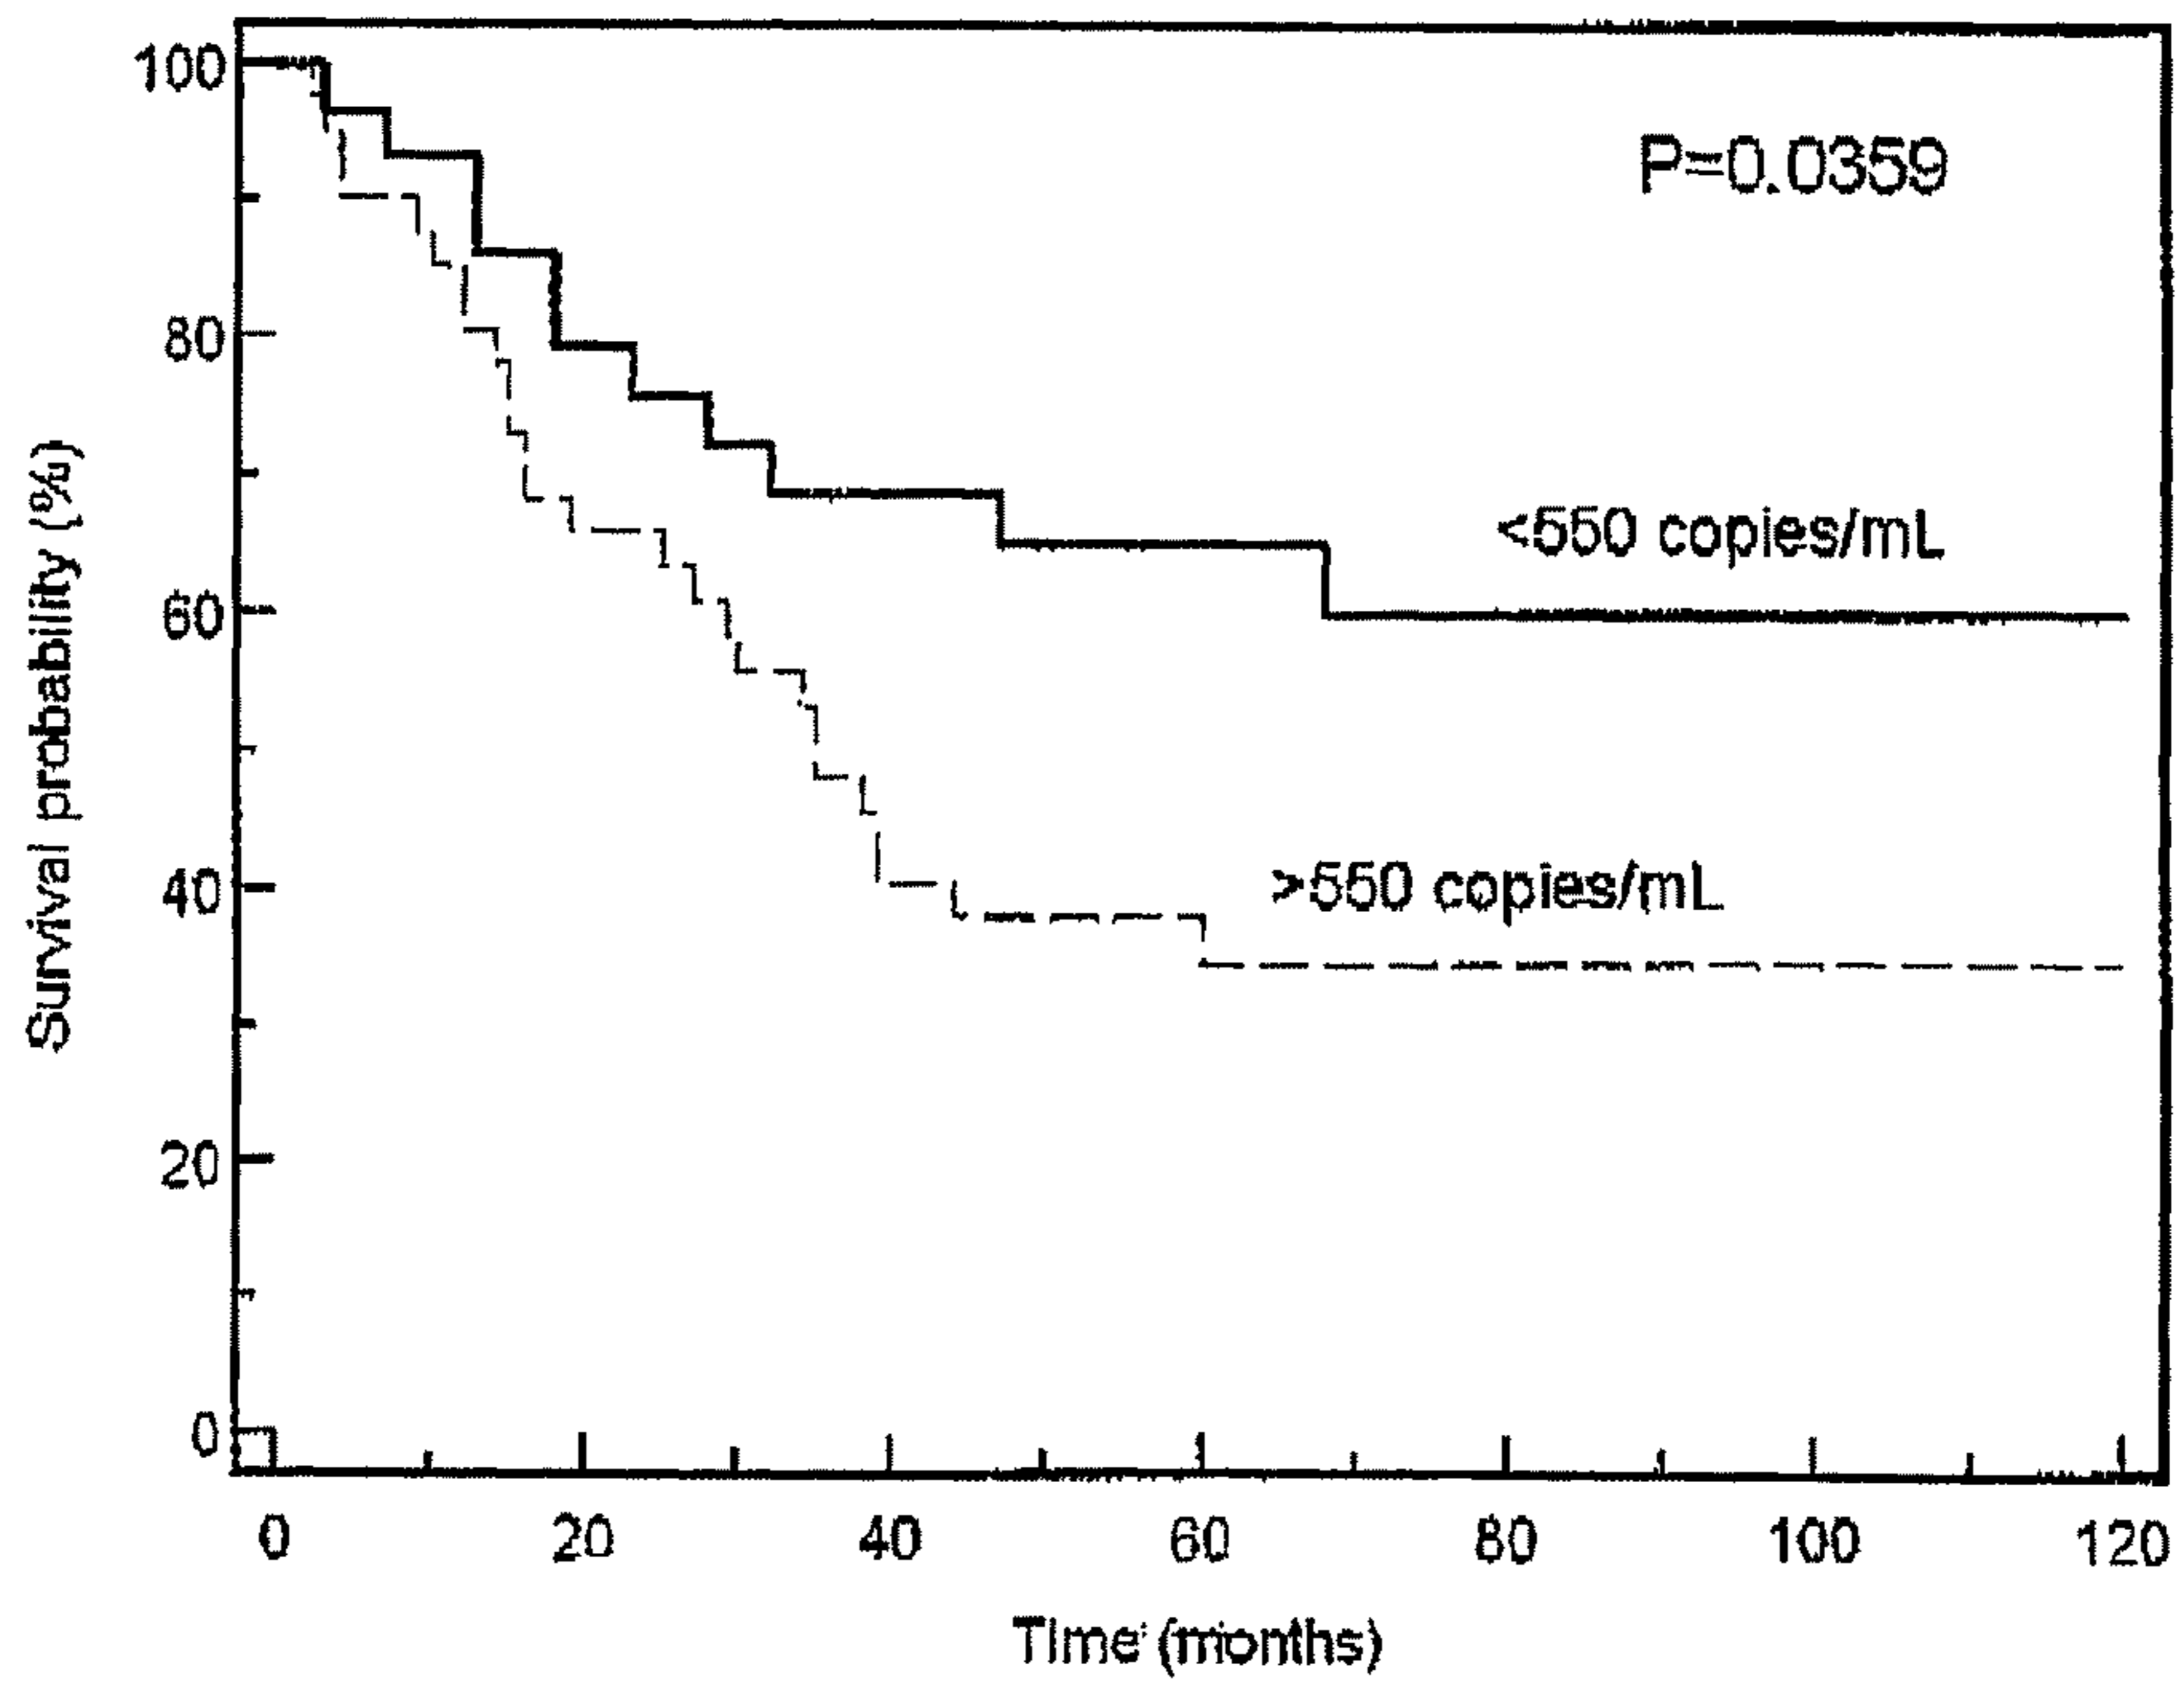 100
P=0.0359
80
<550 copies/mL
60
>550 copies/mL
40
20
0
Survival probability (%)
0 20 40 60 80 100 120
Time (months)